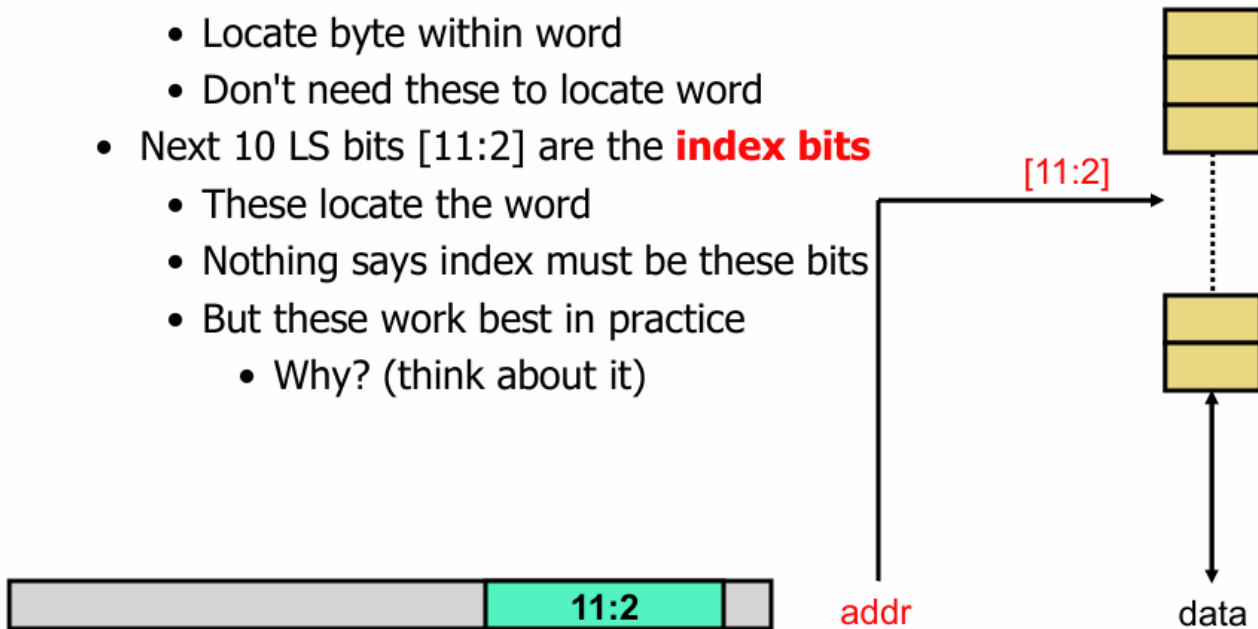 • Locate byte within word
• Don't need these to locate word
• Next 10 LS bits [11:2] are the index bits
• These locate the word
• Nothing says index must be these bits
• But these work best in practice
• Why? (think about it)
[11:2]
11:2
addr
data